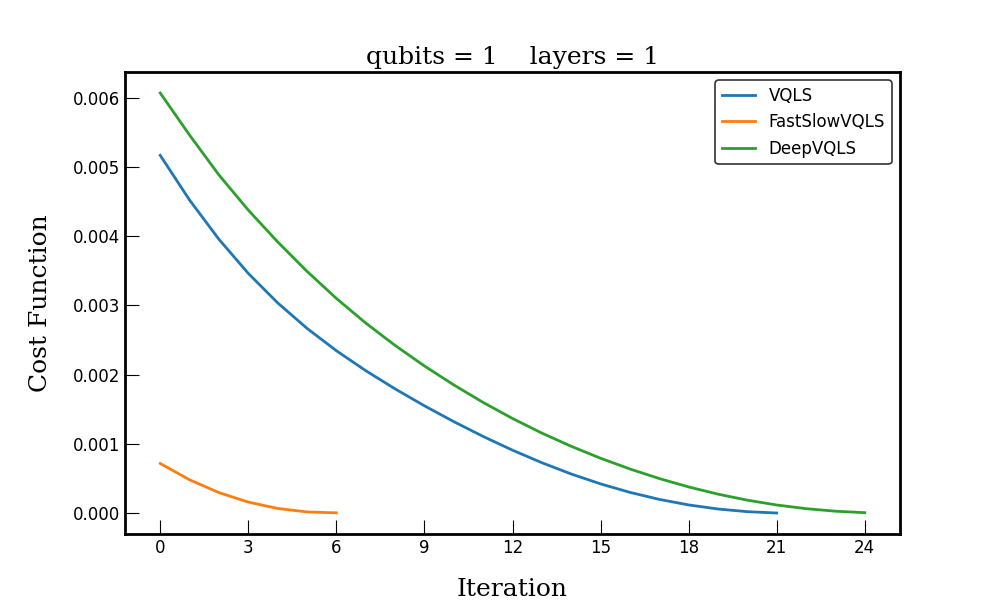 qubits = 1    layers = 1
VQLS
FastSlowVQLS
DeepVQLS
Cost Function
0.006
0.005
0.004
0.003
0.002
0.001
0.000
0 3 6 9 12 15 18 21 24
Iteration